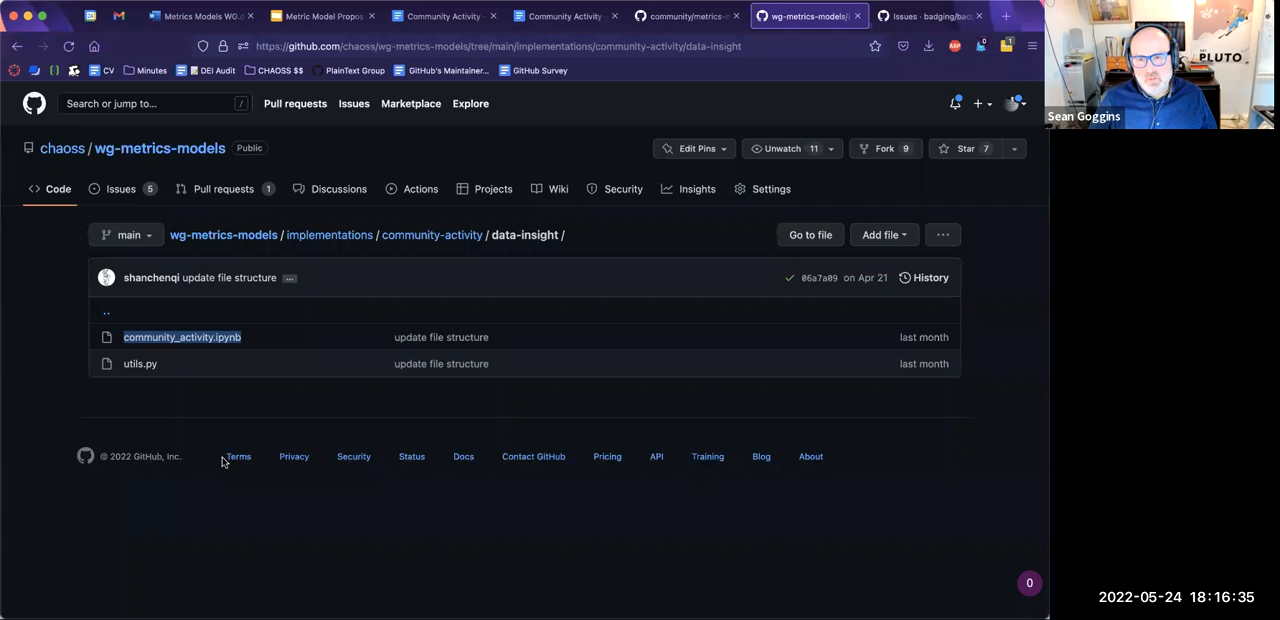 Metrics Models WG.d
Metric Model Propos
Community Activity -
Community Activity -
community/metrics-m
wg-metrics-models/i
Issues · badging/bad
https://github.com/chaoss/wg-metrics-models/tree/main/implementations/community-activity/data-insight
ABP
0
1
CV
Minutes
DEI Audit
CHAOSS $$
PlainText Group
GitHub's Maintainer...
GitHub Survey
PLUTO
Sean Goggins
Search or jump to...
/
Pull requests
Issues
Marketplace
Explore
chaoss / wg-metrics-models
Public
Edit Pins
Unwatch 11
Fork 9
Star 7
Code
Issues 5
Pull requests 1
Discussions
Actions
Projects
Wiki
Security
Insights
Settings
main
wg-metrics-models / implementations / community-activity / data-insight /
Go to file
Add file
...
shanchenqi update file structure ...
06a7a09 on Apr 21
History
..
community_activity.ipynb
update file structure
last month
utils.py
update file structure
last month
© 2022 GitHub, Inc.
Terms
Privacy
Security
Status
Docs
Contact GitHub
Pricing
API
Training
Blog
About
0
2022-05-24 18:16:35